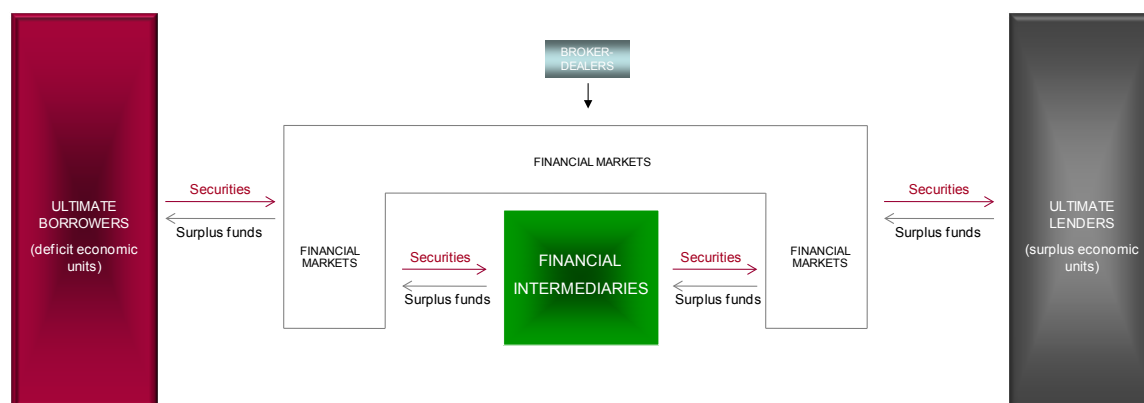 BROKER-
DEALERS
FINANCIAL MARKETS
Securities
Surplus funds
ULTIMATE
BORROWERS
(deficit economic
units)
FINANCIAL
MARKETS
Securities
Surplus funds
FINANCIAL
INTERMEDIARIES
Securities
Surplus funds
FINANCIAL
MARKETS
Securities
Surplus funds
ULTIMATE
LENDERS
(surplus economic
units)